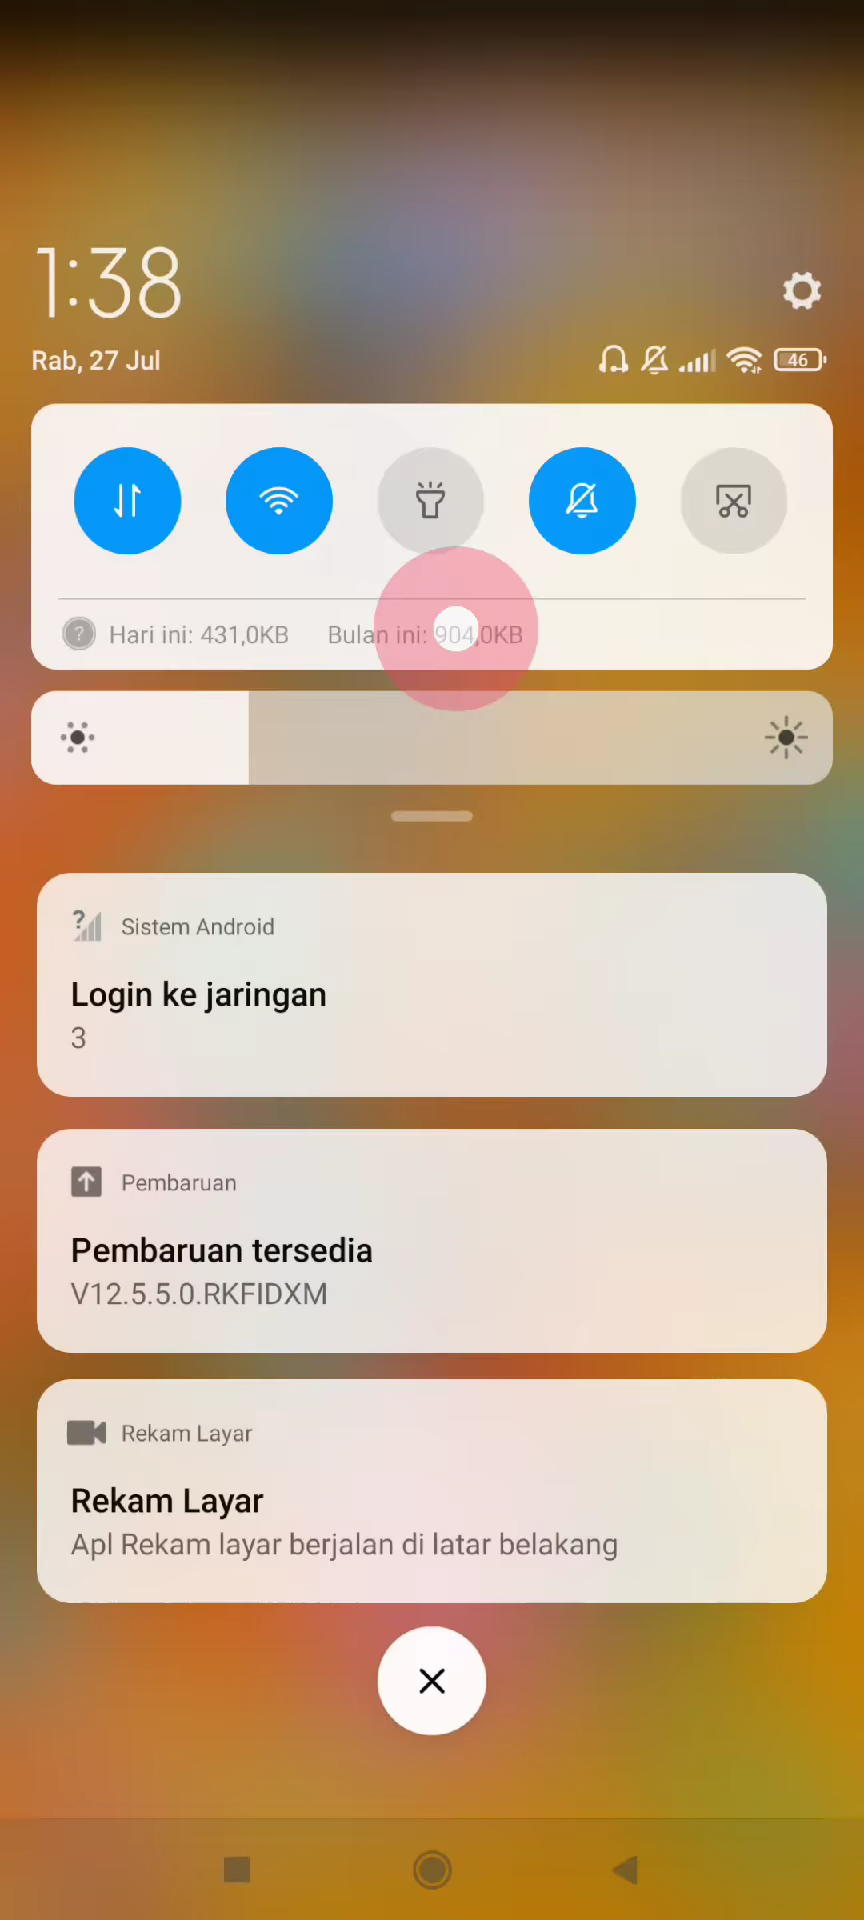 1:38
Rab, 27 Jul
46
Hari ini: 431,0KB Bulan ini: 904,0KB
Sistem Android
Login ke jaringan
3
Pembaruan
Pembaruan tersedia
V12.5.5.0.RKFIDXM
Rekam Layar
Rekam Layar
Apl Rekam layar berjalan di latar belakang